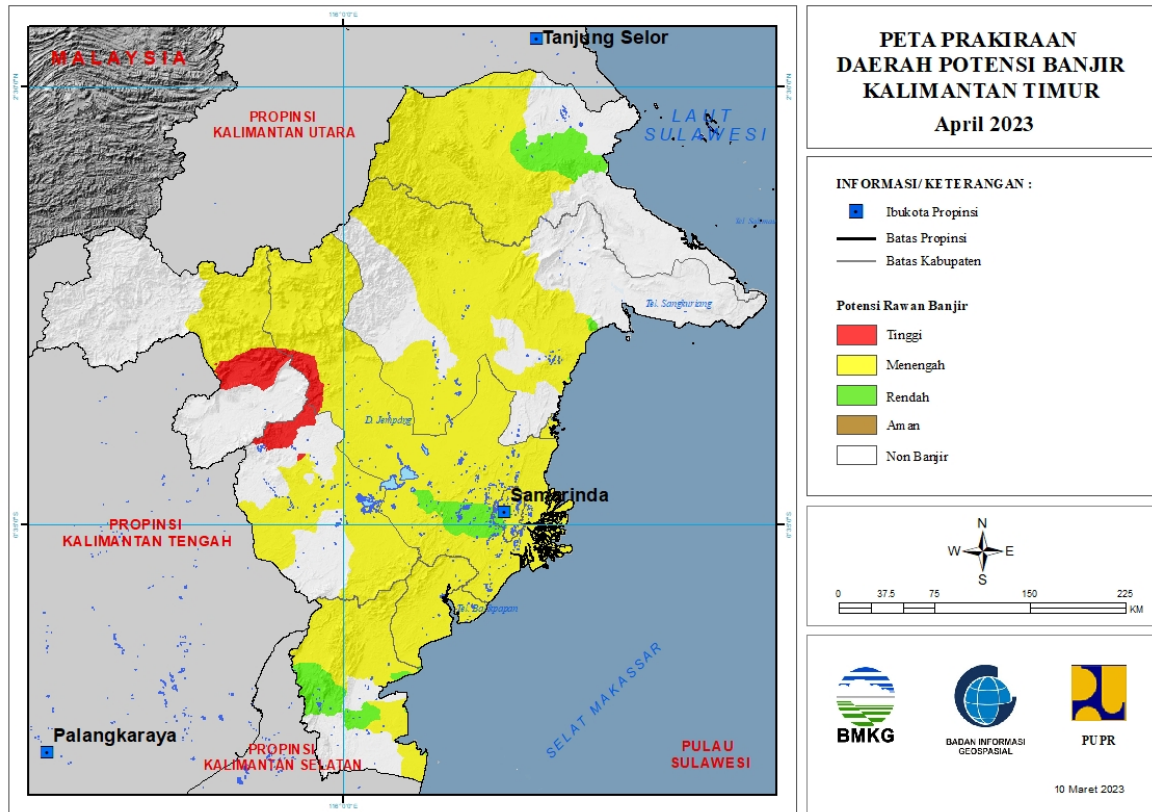 PETA PRAKIRAAN
DAERAH POTENSI BANJIR
KALIMANTAN TIMUR
April 2023
INFORMASI/ KETERANGAN :
Ibukota Propinsi
Batas Propinsi
Batas Kabupaten
Potensi Rawan Banjir
Tinggi
Menengah
Rendah
Aman
Non Banjir
N
W E
S
0 37.5 75 150 225
KM
BMKG
BADAN INFORMASI
GEOSPASIAL
PUPR
10 Maret 2023
Tanjung Selor
MALAYSIA
PROPINSI
KALIMANTAN UTARA
LAUT
SULAWESI
Tel. Sangkuriang
D. Jempang
Samarinda
PROPINSI
KALIMANTAN TENGAH
SELAT MAKASSAR
Palangkaraya
PROPINSI
KALIMANTAN SELATAN
PULAU
SULAWESI